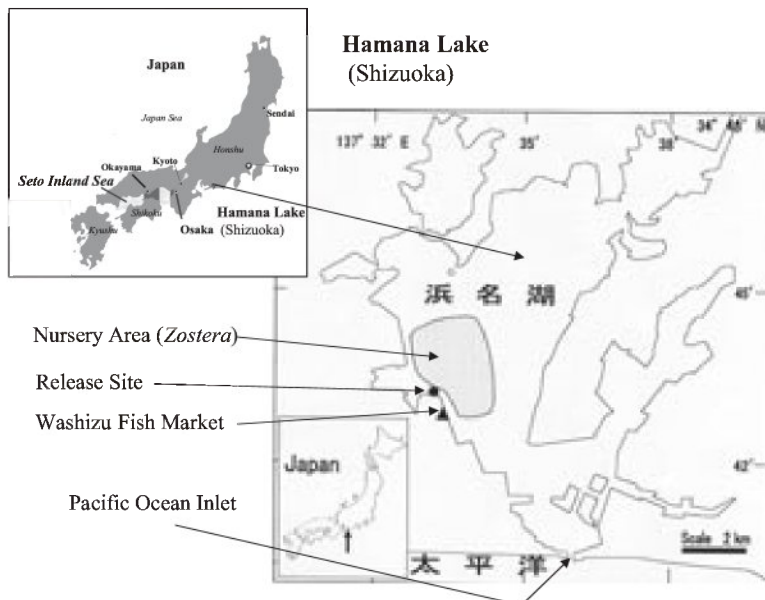 Hamana Lake
(Shizuoka)
Japan
Japan Sea
Sendai
Honshu
Kyoto
Okayama
Tokyo
Seto Inland Sea
Shikoku
Hamana Lake
Kyushu
Osaka
(Shizuoka)
137° 32' E
35'
38'
34° 48' N
浜名湖
45'
Nursery Area (Zostera)
Release Site
Washizu Fish Market
Japan
42'
Pacific Ocean Inlet
Scale 2 km
太平洋